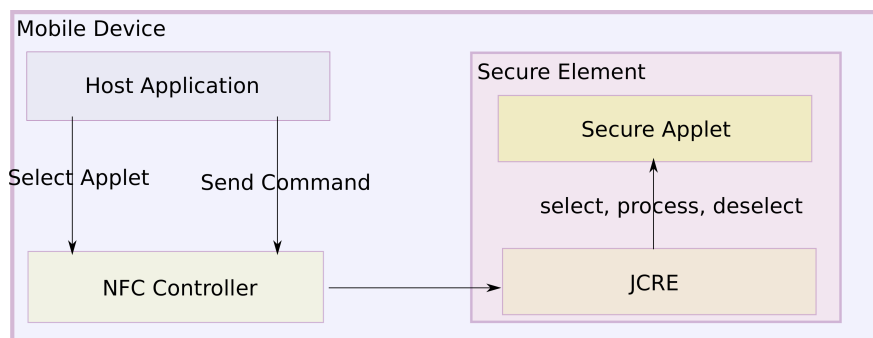 Mobile Device
Host Application
Secure Element
Secure Applet
Select Applet
Send Command
select, process, deselect
NFC Controller
JCRE